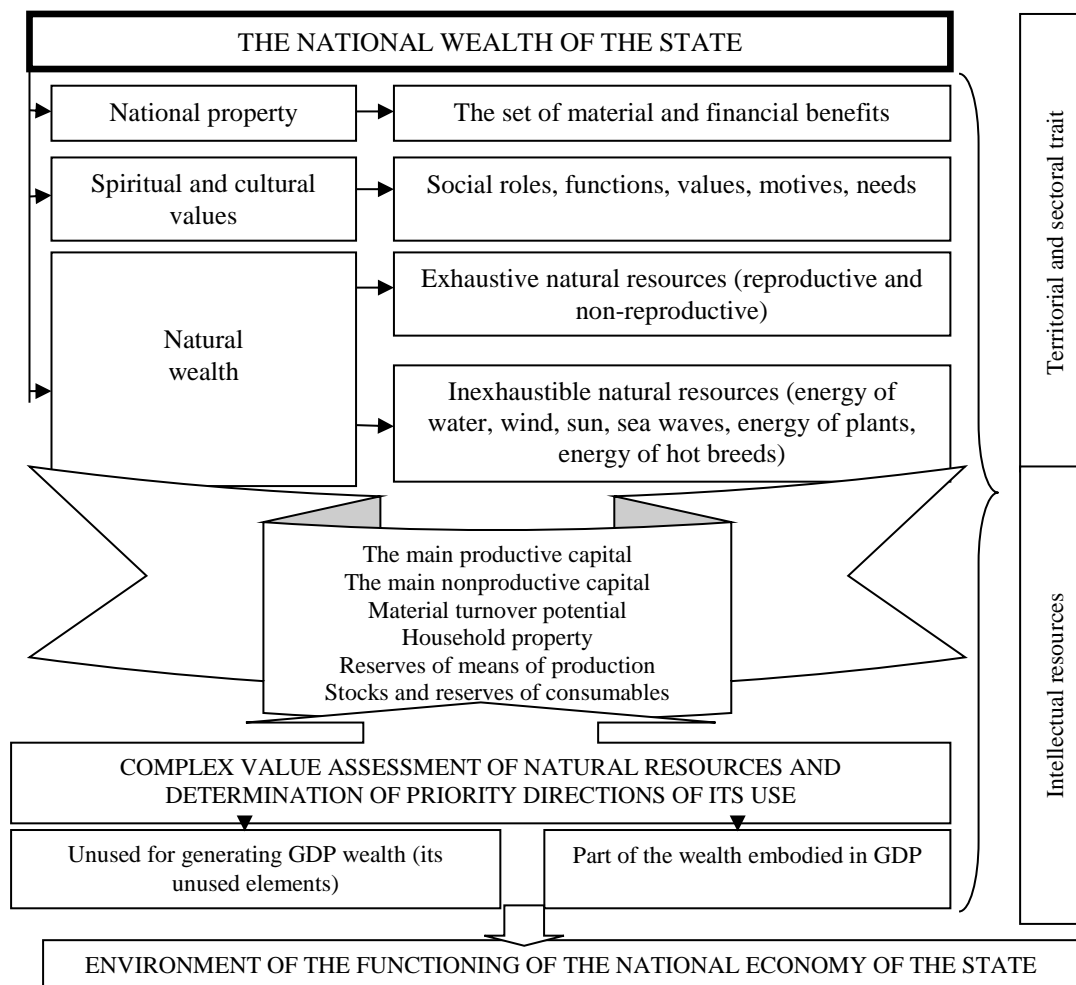 THE NATIONAL WEALTH OF THE STATE
National property
The set of material and financial benefits
Spiritual and cultural
values
Social roles, functions, values, motives, needs
Natural
wealth
Exhaustive natural resources (reproductive and
non-reproductive)
Inexhaustible natural resources (energy of
water, wind, sun, sea waves, energy of plants,
energy of hot breeds)
The main productive capital
The main nonproductive capital
Material turnover potential
Household property
Reserves of means of production
Stocks and reserves of consumables
COMPLEX VALUE ASSESSMENT OF NATURAL RESOURCES AND
DETERMINATION OF PRIORITY DIRECTIONS OF ITS USE
Unused for generating GDP wealth (its
unused elements)
Part of the wealth embodied in GDP
ENVIRONMENT OF THE FUNCTIONING OF THE NATIONAL ECONOMY OF THE STATE
Territorial and sectoral trait
Intellectual resources